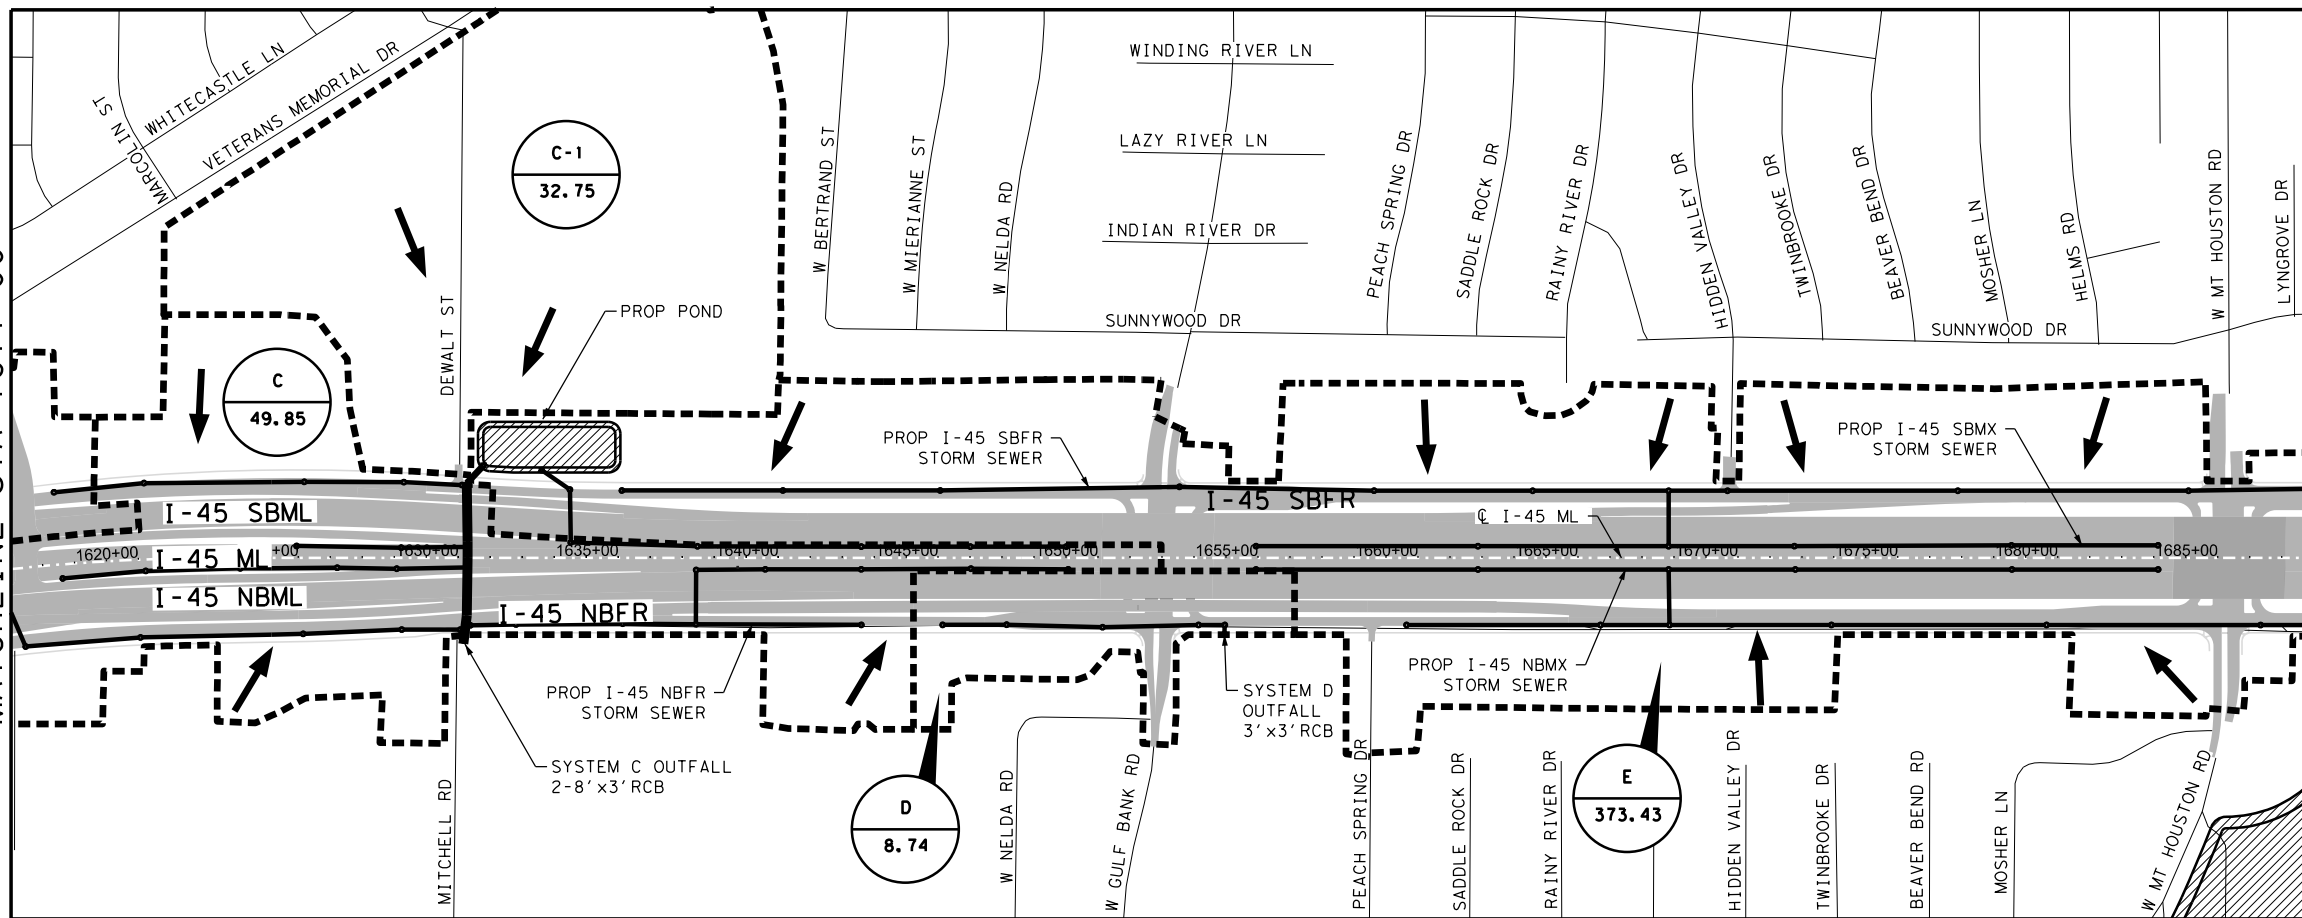 WHITECASTLE LN
VETERANS MEMORIAL DR
MARCOLIN ST
C-1
32.75
C
49.85
DEWALT ST
PROP POND
W BERTRAND ST
W MIERIANNE ST
W NELDA RD
WINDING RIVER LN
LAZY RIVER LN
INDIAN RIVER DR
SUNNYWOOD DR
PEACH SPRING DR
SADDLE ROCK DR
RAINY RIVER DR
HIDDEN VALLEY DR
TWINBROOKE DR
BEAVER BEND DR
MOSHER LN
HELMS RD
W MT HOUSTON RD
LYNGROVE DR
SUNNYWOOD DR
PROP I-45 SBFR
STORM SEWER
PROP I-45 SBMX
STORM SEWER
I-45 SBML
I-45 SBFR
℄ I-45 ML
1620+00
I-45 ML
+00
1630+00
1635+00
1640+00
1645+00
1650+00
1655+00
1660+00
1665+00
1670+00
1675+00
1680+00
1685+00
I-45 NBML
I-45 NBFR
PROP I-45 NBFR
STORM SEWER
SYSTEM C OUTFALL
2-8'x3'RCB
SYSTEM D
OUTFALL
3'x3'RCB
PROP I-45 NBMX
STORM SEWER
D
8.74
E
373.43
MITCHELL RD
W NELDA RD
W GULF BANK RD
PEACH SPRING DR
SADDLE ROCK DR
RAINY RIVER DR
HIDDEN VALLEY DR
TWINBROOKE DR
BEAVER BEND RD
MOSHER LN
W MT HOUSTON RD